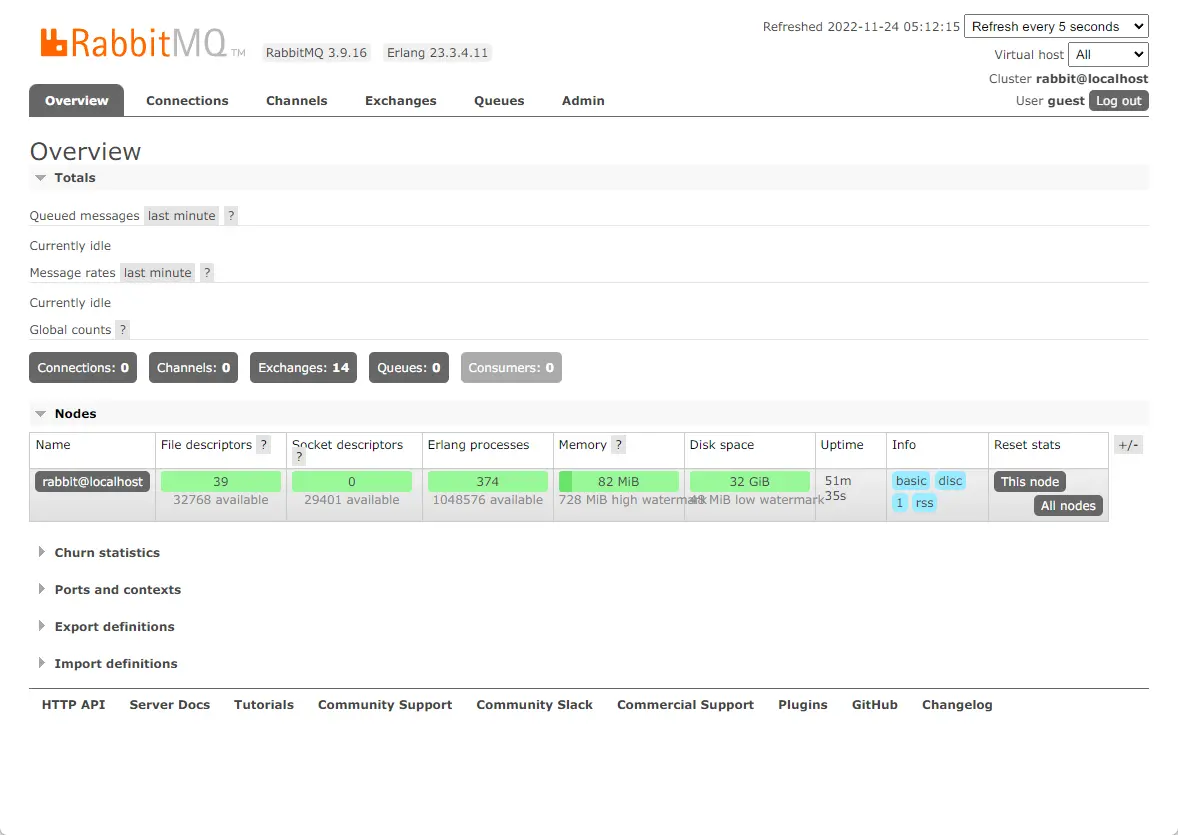 Refreshed 2022-11-24 05:12:15 Refresh every 5 seconds
RabbitMQ TM RabbitMQ 3.9.16 Erlang 23.3.4.11
Virtual host All
Cluster rabbit@localhost
User guest Log out
Overview Connections Channels Exchanges Queues Admin
Overview
Totals
Queued messages last minute ?
Currently idle
Message rates last minute ?
Currently idle
Global counts ?
Connections: 0 Channels: 0 Exchanges: 14 Queues: 0 Consumers: 0
Nodes
Name File descriptors ? Socket descriptors ? Erlang processes Memory ? Disk space Uptime Info Reset stats +/-
rabbit@localhost 39 0 374 82 MiB 32 GiB 51m 35s basic disc 1 rss This node All nodes
32768 available 29401 available 1048576 available 728 MiB high watermark MiB low watermark
Churn statistics
Ports and contexts
Export definitions
Import definitions
HTTP API Server Docs Tutorials Community Support Community Slack Commercial Support Plugins GitHub Changelog